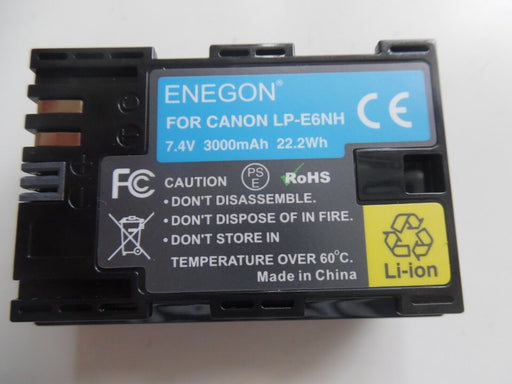 ENEGON®
FOR CANON LP-E6NH
7.4V 3000mAh 22.2Wh
CE
FC CAUTION PSE RoHS
•DON'T DISASSEMBLE.
•DON'T DISPOSE OF IN FIRE.
•DON'T STORE IN
TEMPERATURE OVER 60°C.
Made in China
Li-ion